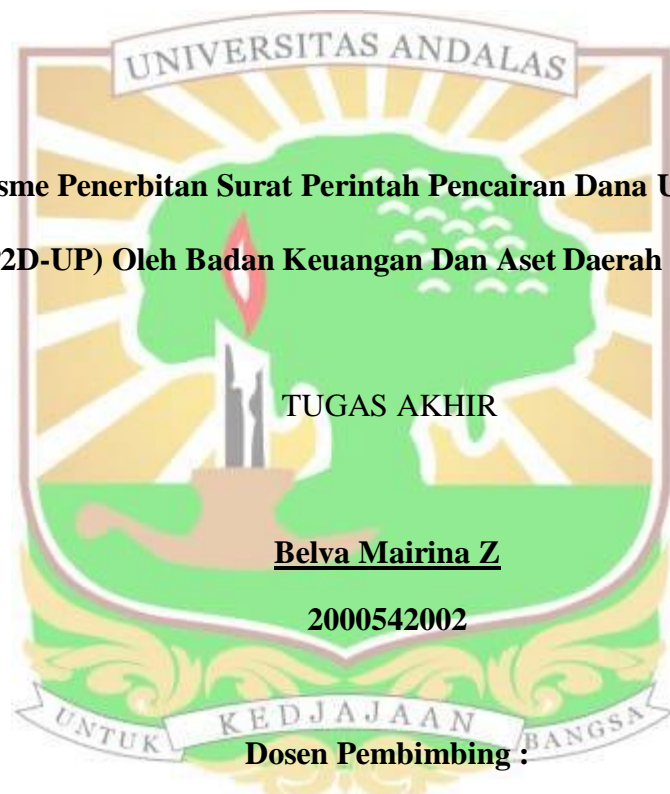 UNIVERSITAS ANDALAS
sme Penerbitan Surat Perintah Pencairan Dana U
2D-UP) Oleh Badan Keuangan Dan Aset Daerah
TUGAS AKHIR
Belva Mairina Z
2000542002
UNTUK KEDJAJAAN BANGSA
Dosen Pembimbing :